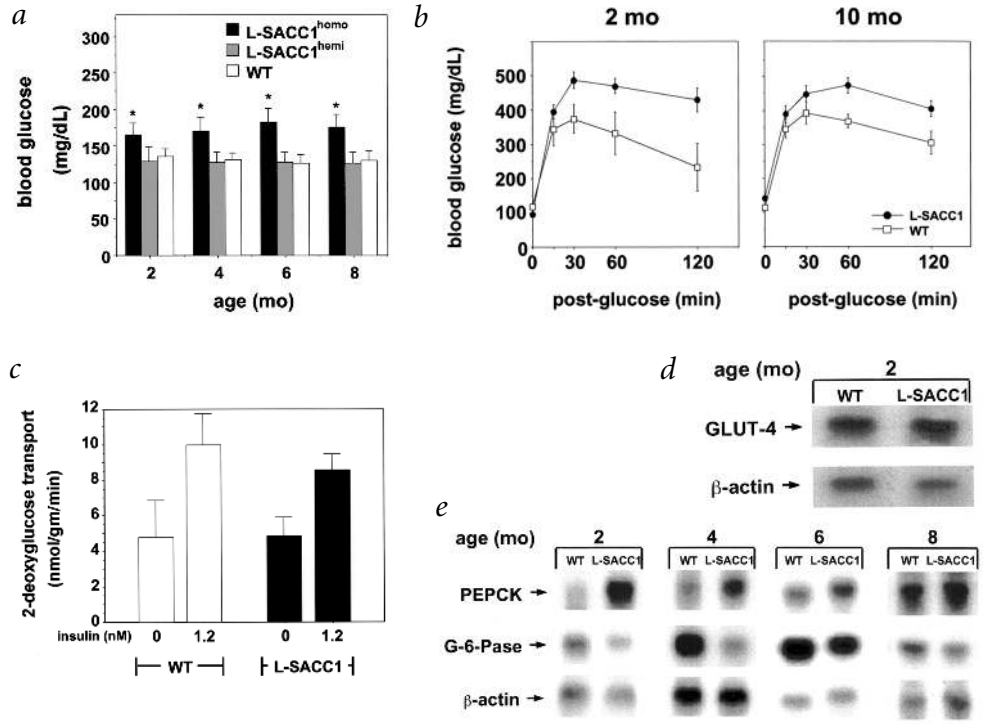 a
blood glucose (mg/dL)
300
250
200
150
100
50
0
L-SACC1homo
L-SACC1hemi
WT
* * * *
2 4 6 8
age (mo)
b
2 mo 10 mo
blood glucose (mg/dL)
500
400
300
200
100
0
L-SACC1
WT
0 30 60 120 0 30 60 120
post-glucose (min) post-glucose (min)
c
2-deoxyglucose transport (nmol/gm/min)
12
10
8
6
4
2
0
insulin (nM) 0 1.2 0 1.2
WT L-SACC1
d
age (mo) 2
WT L-SACC1
GLUT-4
β-actin
e
age (mo) 2 4 6 8
WT L-SACC1 WT L-SACC1 WT L-SACC1 WT L-SACC1
PEPCK
G-6-Pase
β-actin